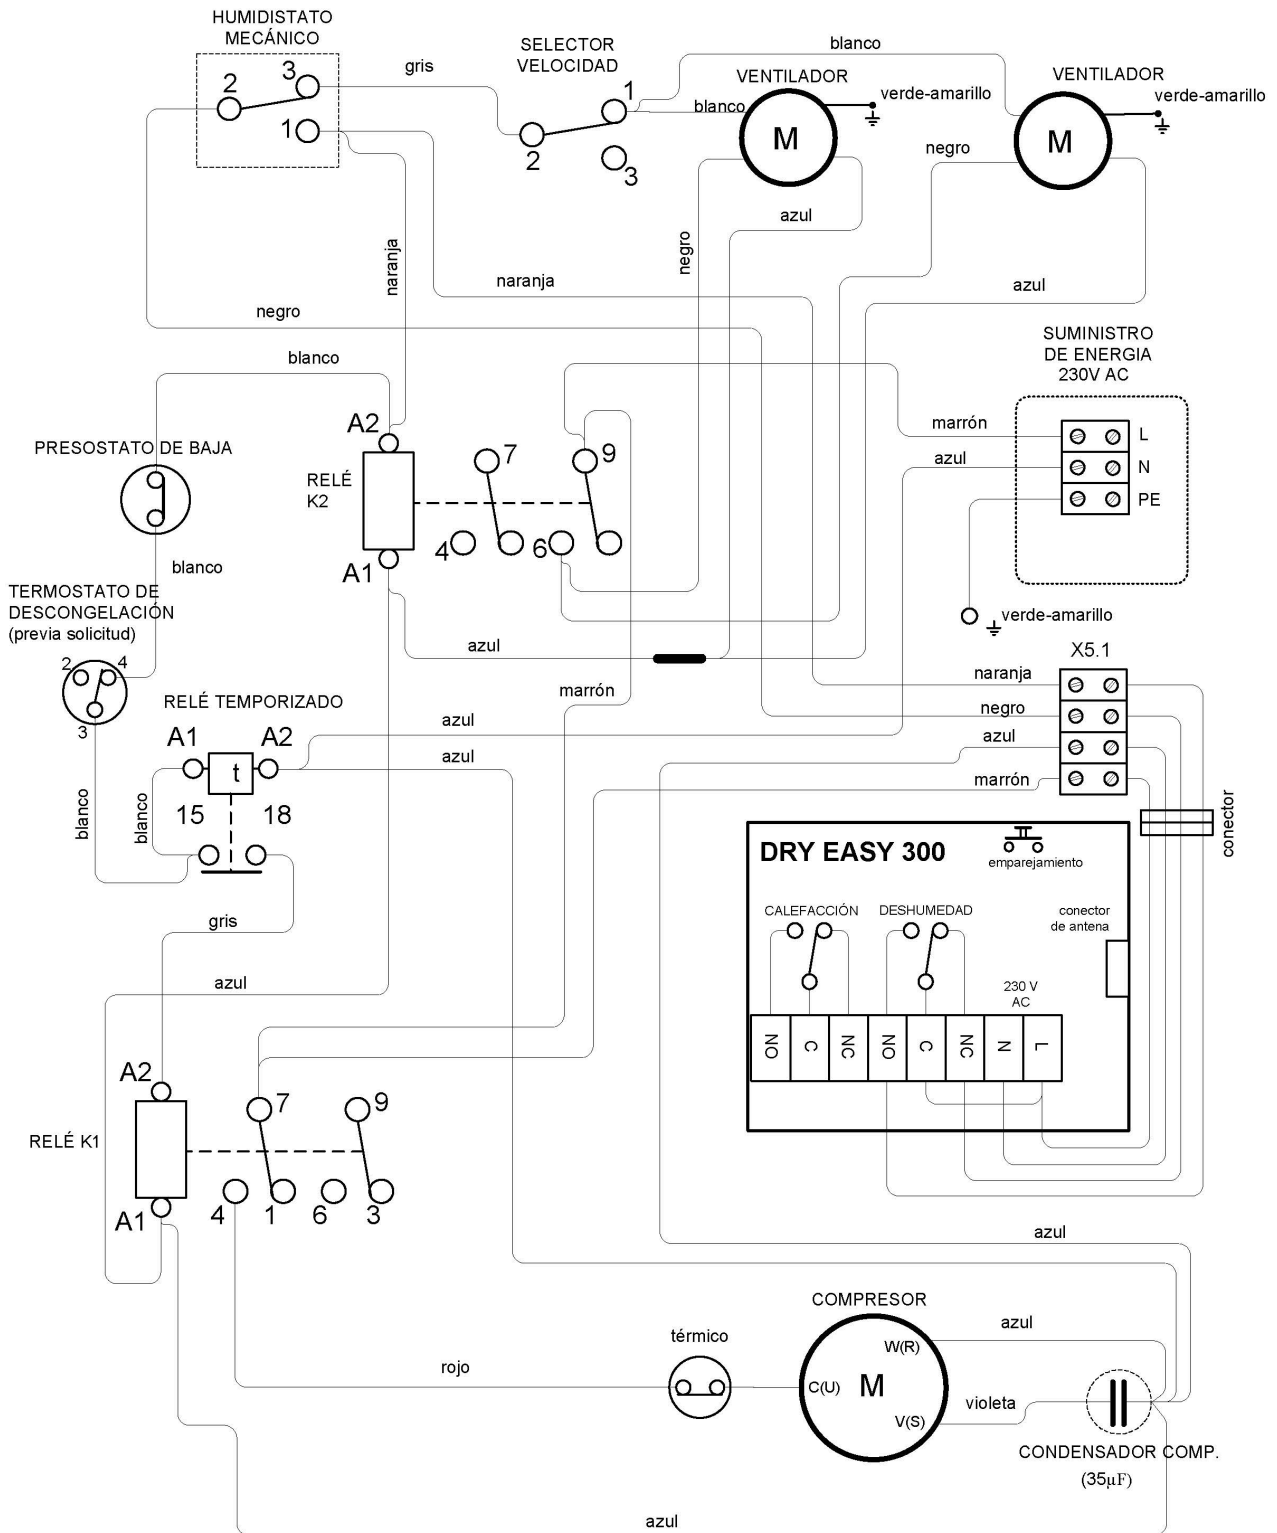 HUMIDISTATO
MECÁNICO
2
3
1
gris
SELECTOR
VELOCIDAD
1
2
3
blanco
VENTILADOR
blanco
M
verde-amarillo
VENTILADOR
M
verde-amarillo
negro
azul
negro
naranja
naranja
azul
negro
blanco
SUMINISTRO
DE ENERGIA
230V AC
marrón
L
azul
N
PE
verde-amarillo
PRESOSTATO DE BAJA
A2
RELÉ
K2
A1
7
9
4
6
blanco
TERMOSTATO DE
DESCONGELACIÓN
(previa solicitud)
2
4
3
azul
marrón
X5.1
naranja
negro
azul
marrón
RELÉ TEMPORIZADO
A1
A2
t
azul
azul
15
18
blanco
blanco
conector
DRY EASY 300
emparejamiento
CALEFACCIÓN
DESHUMEDAD
conector
de antena
230 V
AC
NO
C
NC
NO
C
NC
N
L
gris
azul
A2
RELÉ K1
A1
7
9
4
1
6
3
azul
COMPRESOR
térmico
rojo
W(R)
C(U)
M
V(S)
azul
violeta
CONDENSADOR COMP.
(35µF)
azul